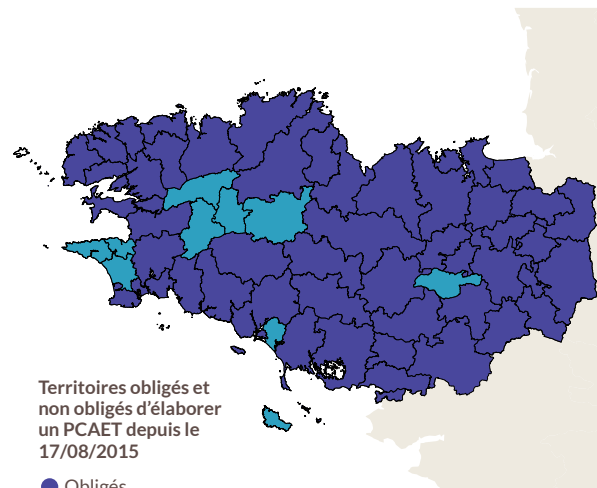 Territoires obligés et
non obligés d’élaborer
un PCAET depuis le
17/08/2015
Obligés